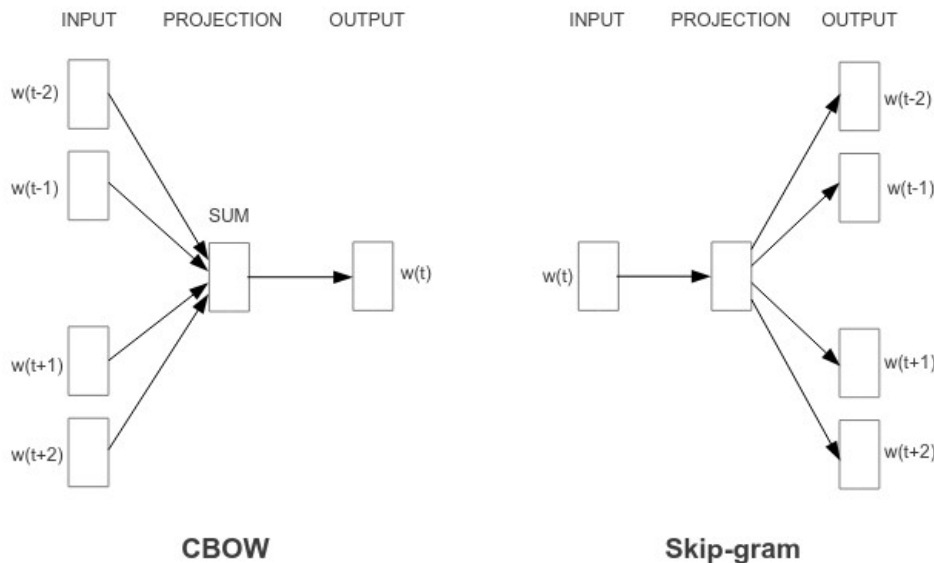 INPUT PROJECTION OUTPUT
w(t-2)
w(t-1)
SUM
w(t)
w(t+1)
w(t+2)
CBOW
INPUT PROJECTION OUTPUT
w(t-2)
w(t-1)
w(t)
w(t+1)
w(t+2)
Skip-gram